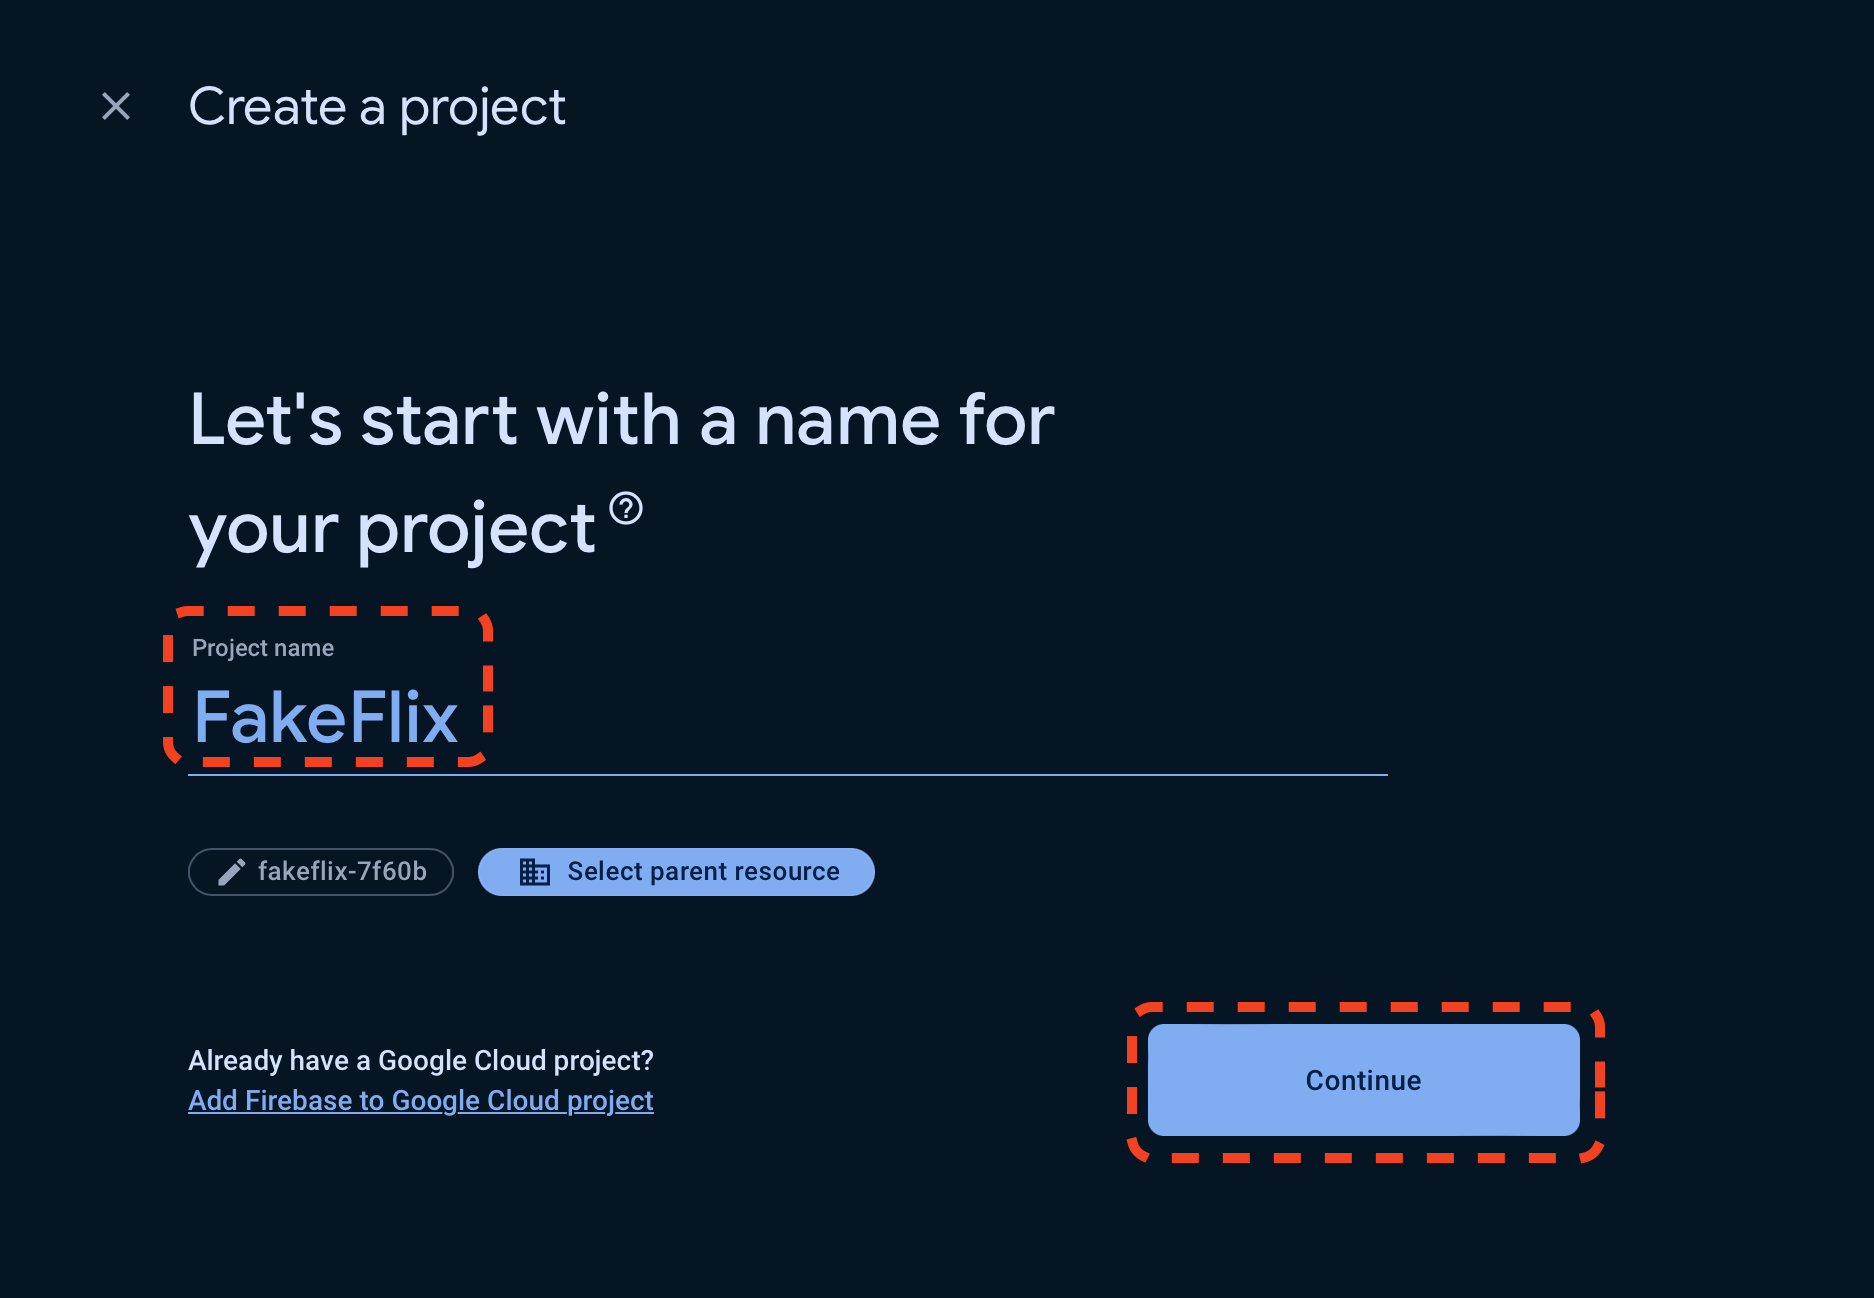 Create a project
Let's start with a name for
your project
Project name
FakeFlix
fakeflix-7f60b
Select parent resource
Already have a Google Cloud project?
Add Firebase to Google Cloud project
Continue